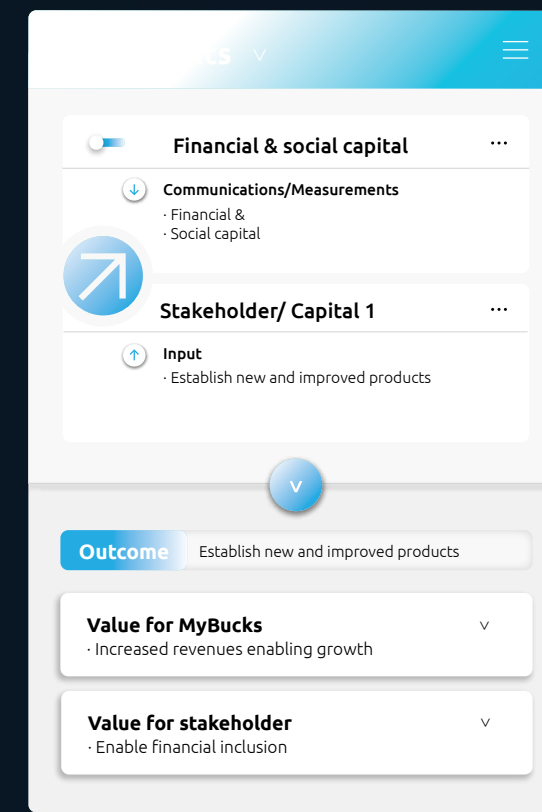 Financial & social capital
Communications/Measurements
· Financial &
· Social capital
Stakeholder/ Capital 1
Input
· Establish new and improved products
Outcome
Establish new and improved products
Value for MyBucks
· Increased revenues enabling growth
Value for stakeholder
· Enable financial inclusion